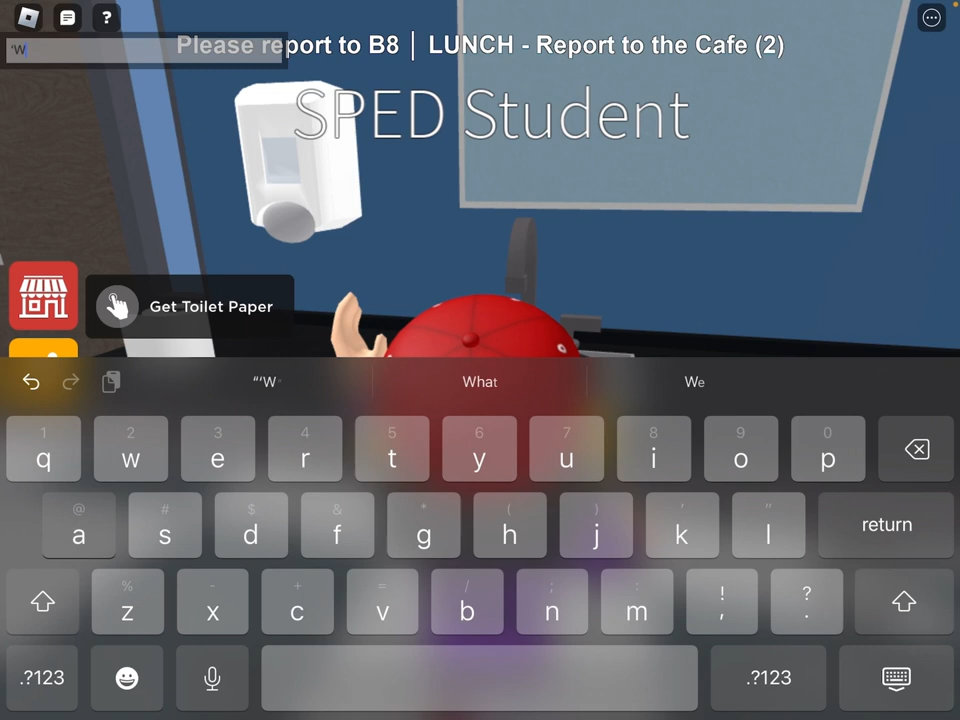 ?
'W
Please report to B8 | LUNCH - Report to the Cafe (2)
SPED Student
Get Toilet Paper
"'W" What We
1 2 3 4 5 6 7 8 9 0
q w e r t y u i o p
@ # $ & * ( ) ' "
a s d f g h j k l return
% - + = / ; : ! ?
z x c v b n m , .
.?123 .?123